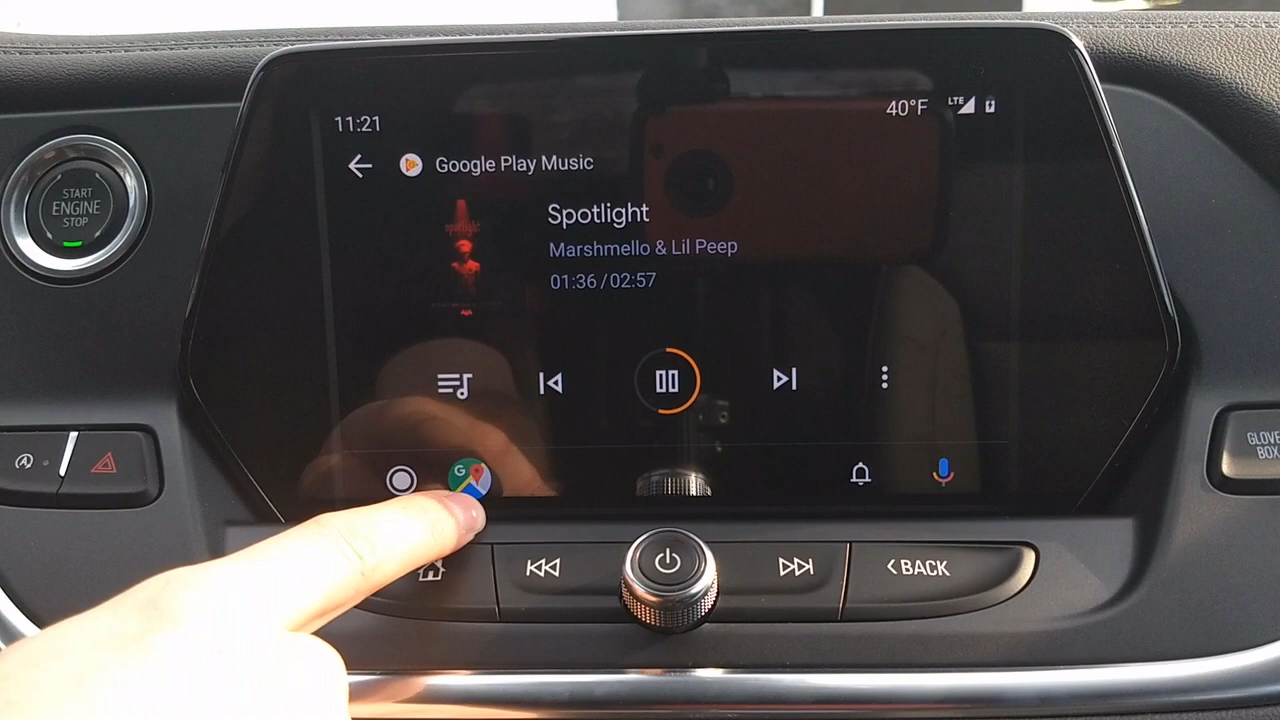 11:21
40°F LTE
Google Play Music
Spotlight
Marshmello & Lil Peep
01:36/02:57
spotlight
START
ENGINE
STOP
G
GLOVE
BOX
BACK